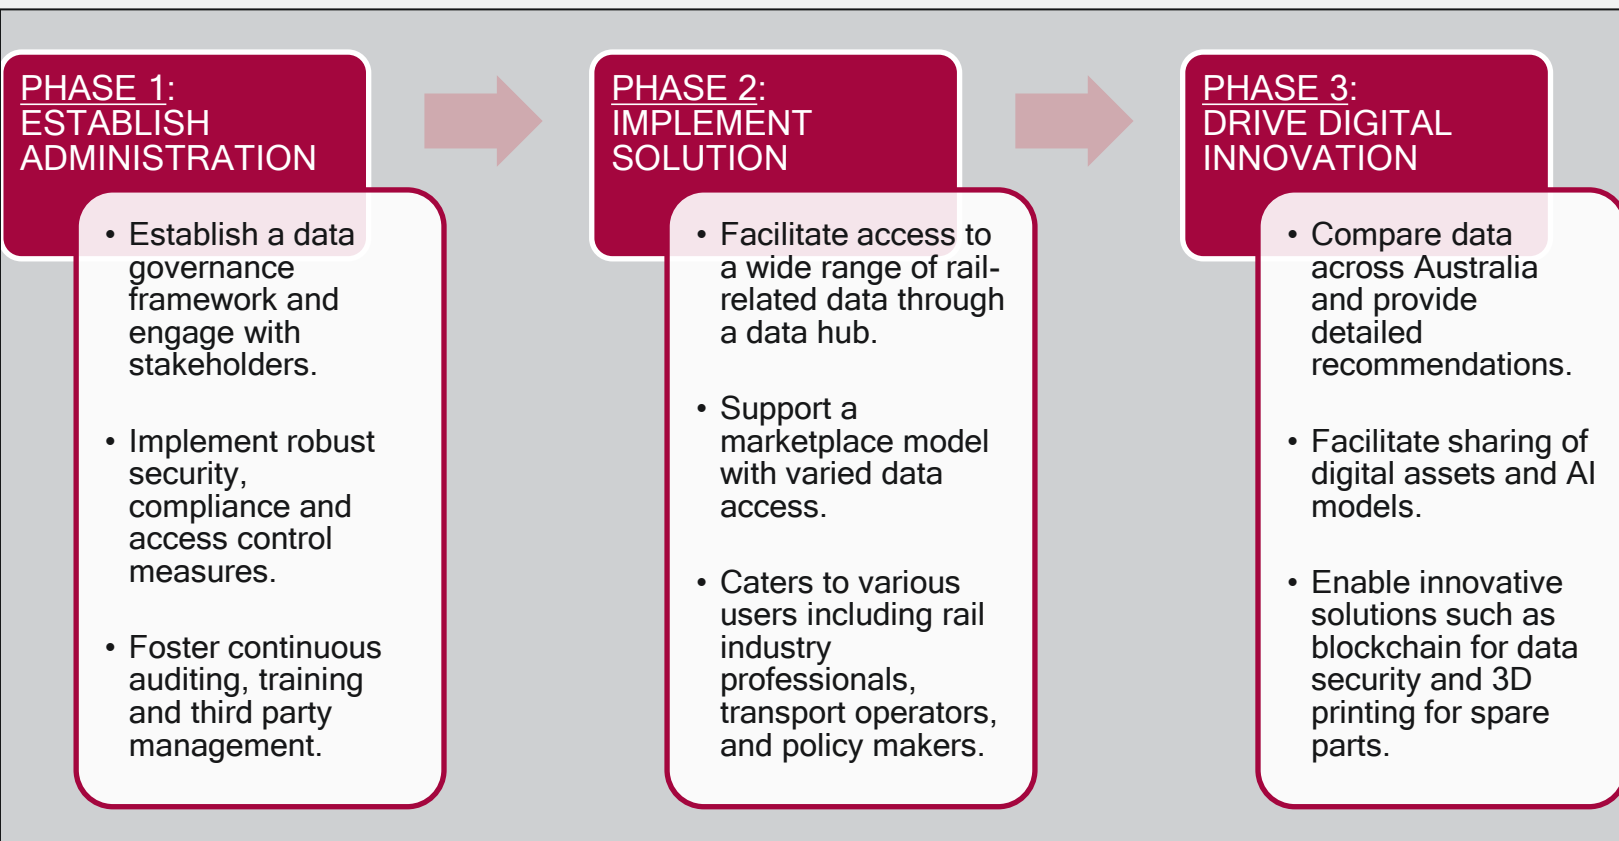 PHASE 1:
ESTABLISH
ADMINISTRATION
• Establish a data
governance
framework and
engage with
stakeholders.
• Implement robust
security,
compliance and
access control
measures.
• Foster continuous
auditing, training
and third party
management.
PHASE 2:
IMPLEMENT
SOLUTION
• Facilitate access to
a wide range of rail-
related data through
a data hub.
• Support a
marketplace model
with varied data
access.
• Caters to various
users including rail
industry
professionals,
transport operators,
and policy makers.
PHASE 3:
DRIVE DIGITAL
INNOVATION
• Compare data
across Australia
and provide
detailed
recommendations.
• Facilitate sharing of
digital assets and AI
models.
• Enable innovative
solutions such as
blockchain for data
security and 3D
printing for spare
parts.